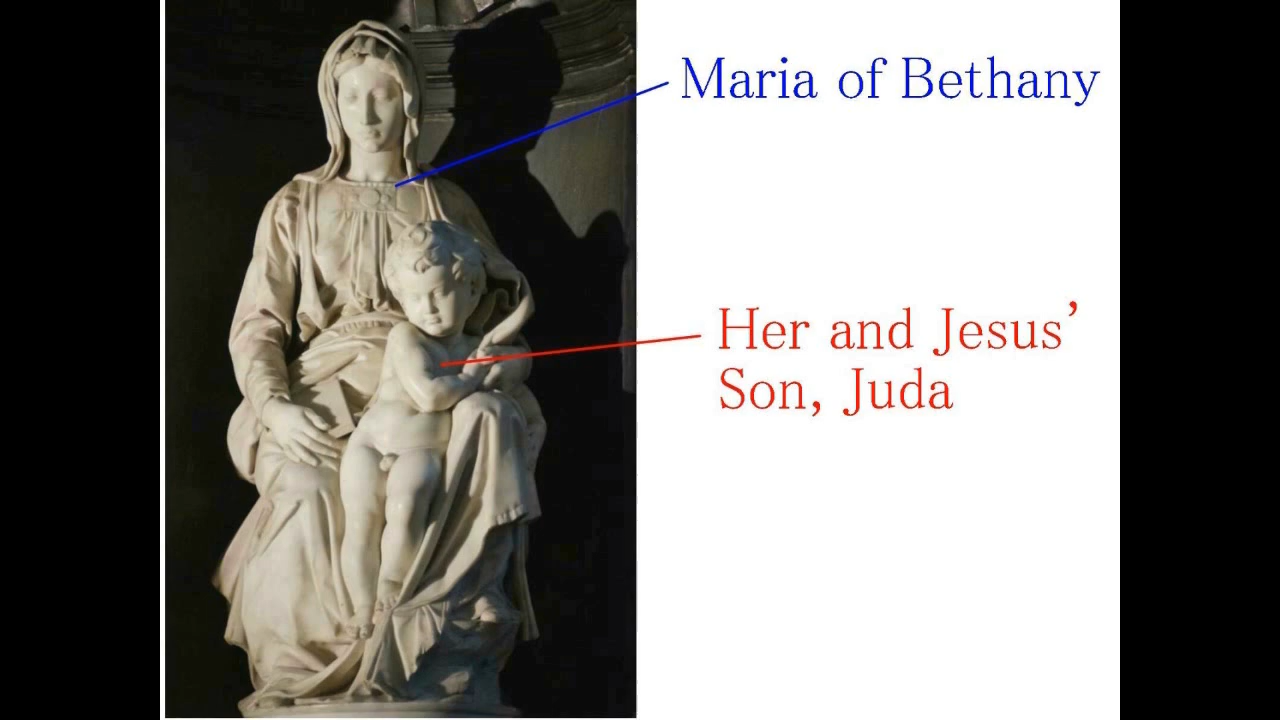 Maria of Bethany
Her and Jesus’
Son, Juda